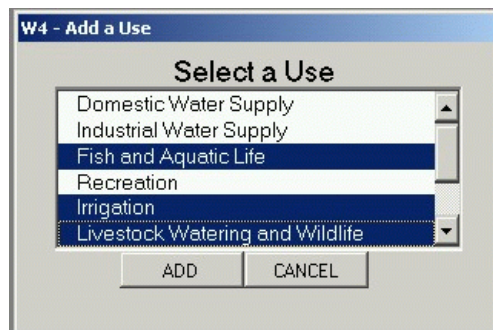 W4 - Add a Use
Select a Use
Domestic Water Supply
Industrial Water Supply
Fish and Aquatic Life
Recreation
Irrigation
Livestock Watering and Wildlife
ADD CANCEL